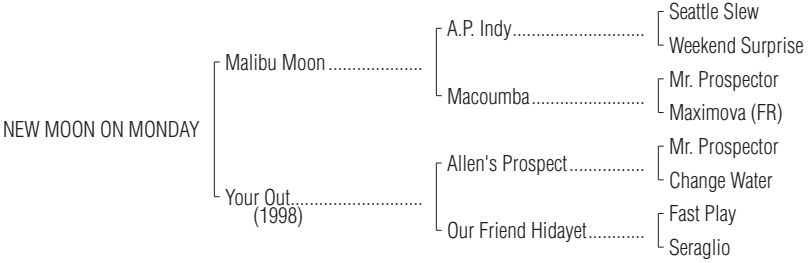 Seattle Slew
A.P. Indy
Weekend Surprise
Malibu Moon
Mr. Prospector
Macoumba
Maximova (FR)
NEW MOON ON MONDAY
Mr. Prospector
Allen's Prospect
Change Water
Your Out
(1998)
Fast Play
Our Friend Hidayet
Seraglio